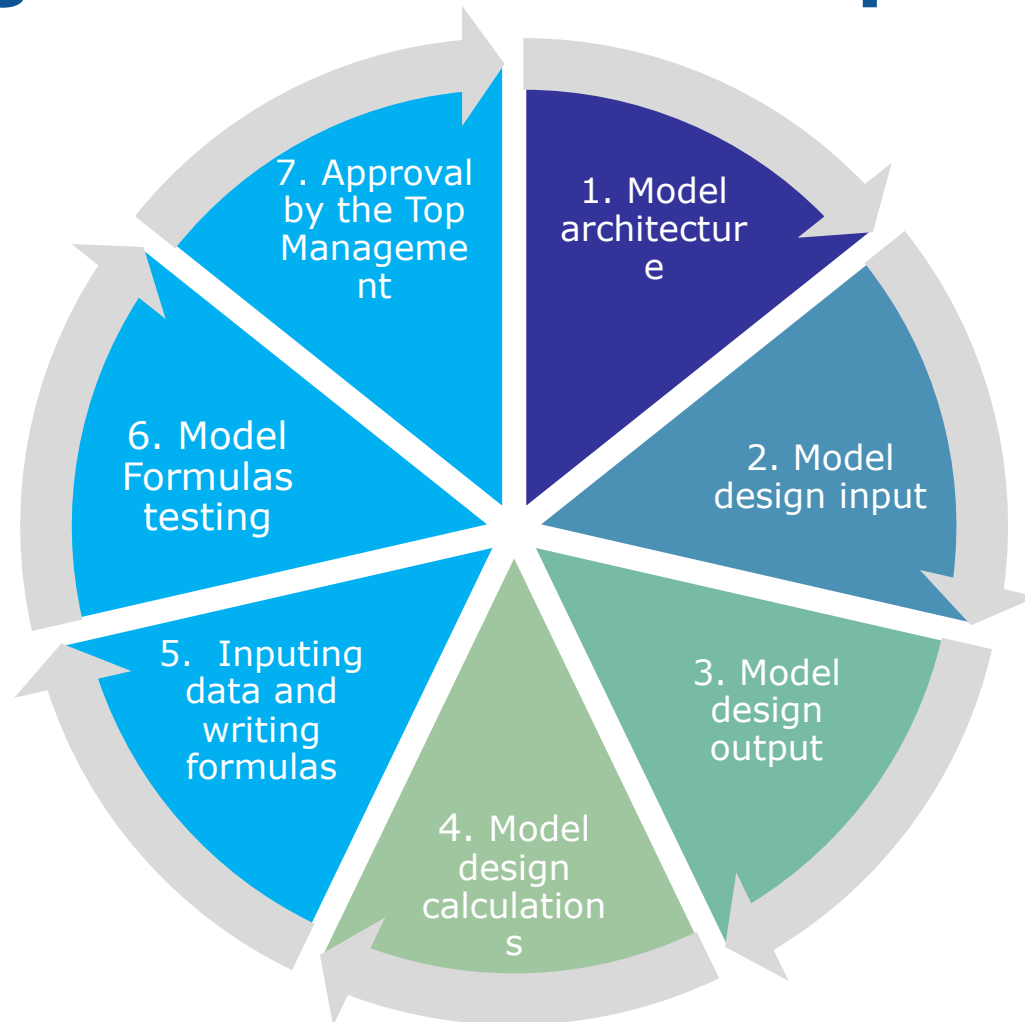 1. Model
architectur
e
2. Model
design input
3. Model
design
output
4. Model
design
calculation
s
5. Inputing
data and
writing
formulas
6. Model
Formulas
testing
7. Approval
by the Top
Manageme
nt